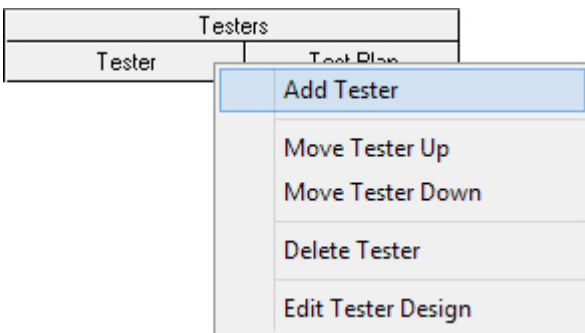 Testers
Tester Test Plan
Add Tester
Move Tester Up
Move Tester Down
Delete Tester
Edit Tester Design